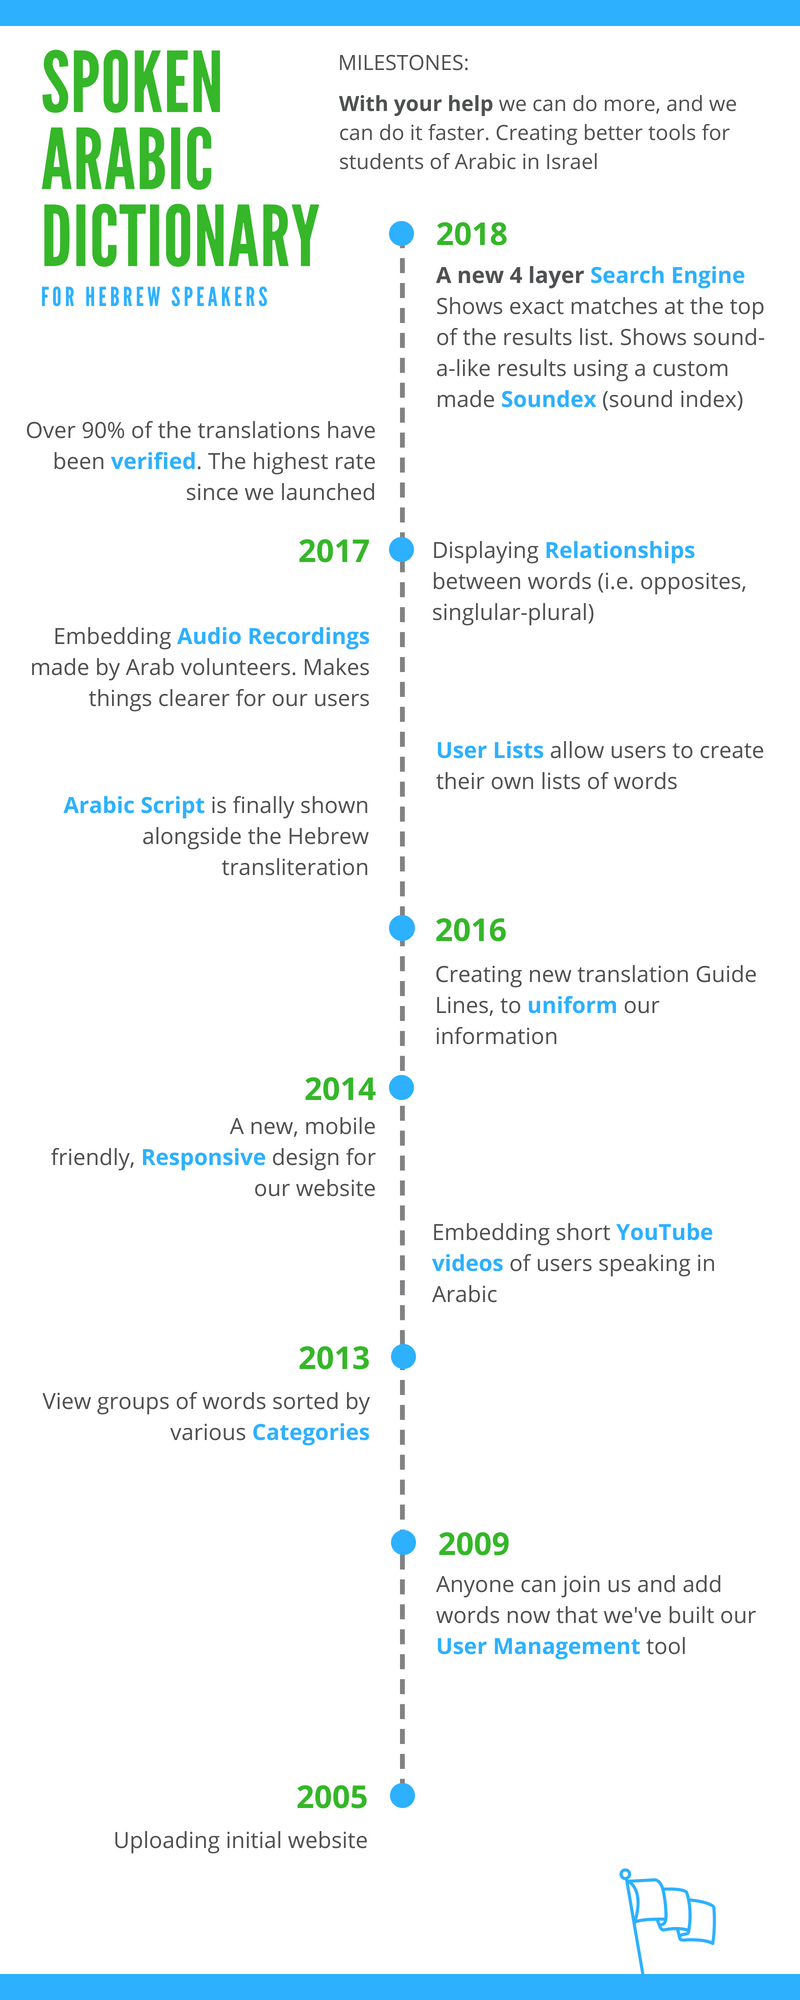 SPOKEN
ARABIC
DICTIONARY
FOR HEBREW SPEAKERS
MILESTONES:
With your help we can do more, and we
can do it faster. Creating better tools for
students of Arabic in Israel
2018
A new 4 layer Search Engine
Shows exact matches at the top
of the results list. Shows sound-
a-like results using a custom
made Soundex (sound index)
Over 90% of the translations have
been verified. The highest rate
since we launched
2017
Displaying Relationships
between words (i.e. opposites,
singlular-plural)
Embedding Audio Recordings
made by Arab volunteers. Makes
things clearer for our users
User Lists allow users to create
their own lists of words
Arabic Script is finally shown
alongside the Hebrew
transliteration
2016
Creating new translation Guide
Lines, to uniform our
information
2014
A new, mobile
friendly, Responsive design for
our website
Embedding short YouTube
videos of users speaking in
Arabic
2013
View groups of words sorted by
various Categories
2009
Anyone can join us and add
words now that we've built our
User Management tool
2005
Uploading initial website